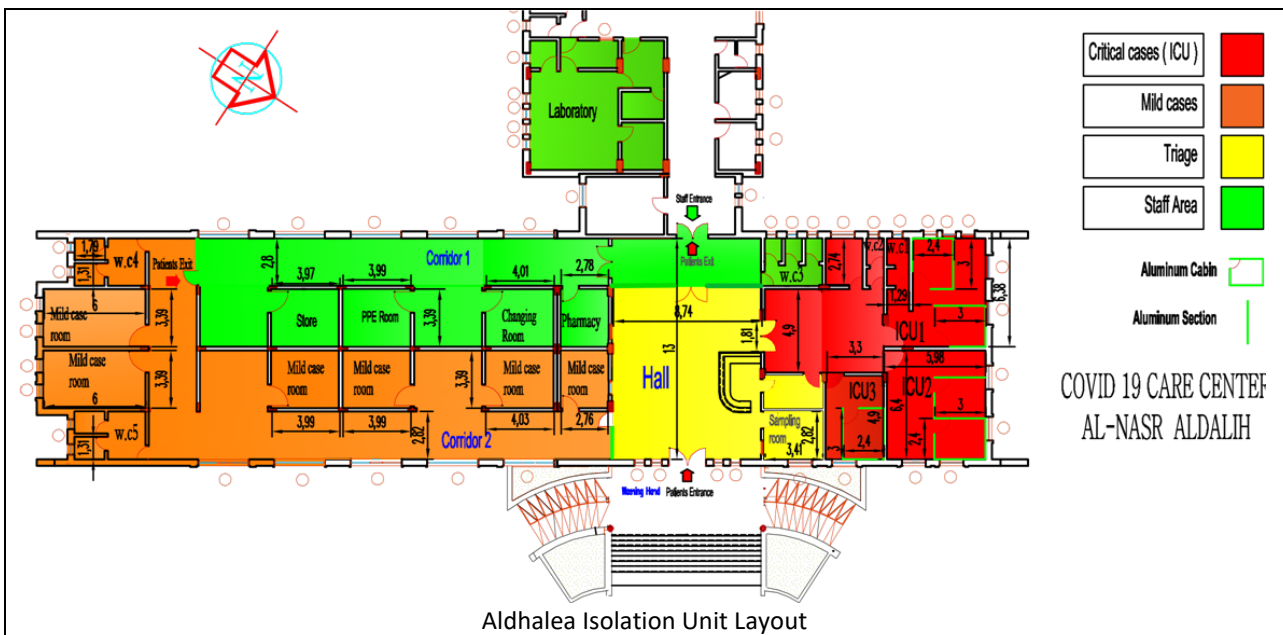 Critical cases ( ICU )
Mild cases
Triage
Staff Area
Aluminum Cabin
Aluminum Section
COVID 19 CARE CENTER
AL-NASR ALDALIH
N
Laboratory
Staff Entrance
Patients Exit
1,79
w.c4
1,31
Patients Exit
2,8
Corridor 1
3,97
3,99
4,01
2,78
w.c3
2,74
w.c2
w.c1
2,4
3
6,38
6
Mild case
room
3,39
Store
PPE Room
3,39
Changing
Room
Pharmacy
8,74
13
1,81
4,9
1,29
3
ICU1
3,3
5,98
Mild case
room
6
3,39
Mild case
room
Mild case
room
3,39
Mild case
room
Mild case
room
Hall
ICU3
ICU2
6,4
3
4,9
w.c5
1,31
3,99
3,99
2,82
Corridor 2
4,03
2,76
Sampling
room
2,82
3,41
3
2,4
2,4
Patients Entrance
Aldhalea Isolation Unit Layout